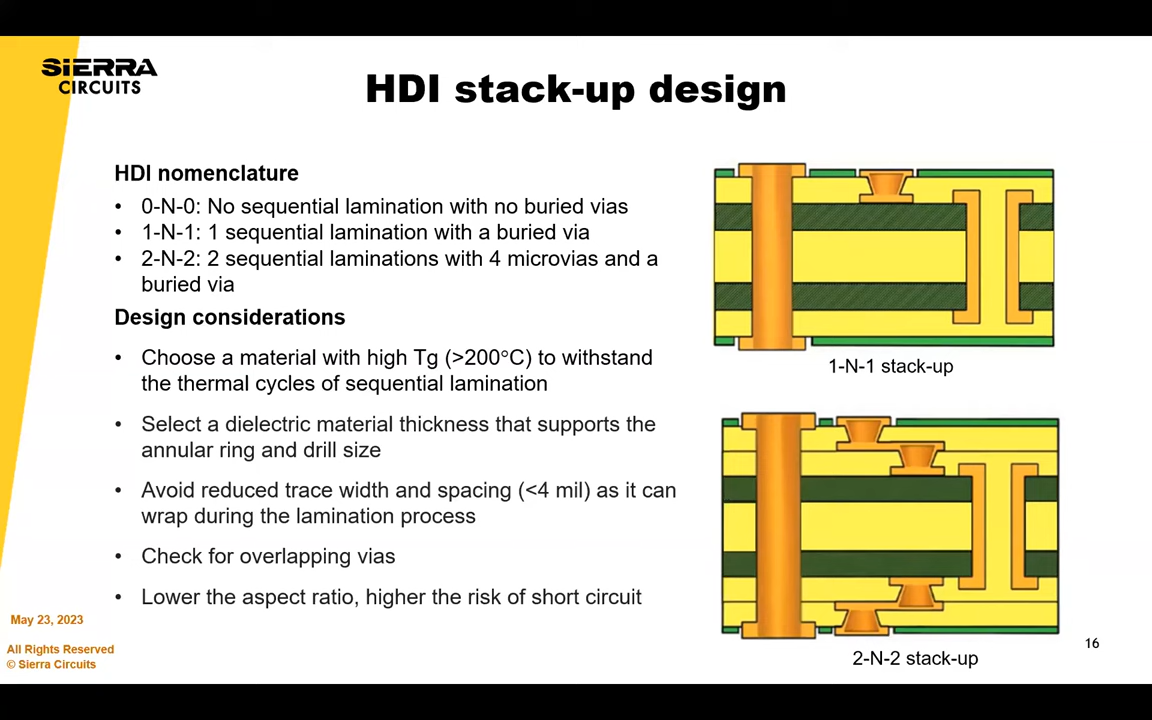 SIERRA
CIRCUITS
HDI stack-up design
HDI nomenclature
• 0-N-0: No sequential lamination with no buried vias
• 1-N-1: 1 sequential lamination with a buried via
• 2-N-2: 2 sequential laminations with 4 microvias and a
buried via
Design considerations
• Choose a material with high Tg (>200°C) to withstand
the thermal cycles of sequential lamination
• Select a dielectric material thickness that supports the
annular ring and drill size
• Avoid reduced trace width and spacing (<4 mil) as it can
wrap during the lamination process
• Check for overlapping vias
• Lower the aspect ratio, higher the risk of short circuit
1-N-1 stack-up
2-N-2 stack-up
May 23, 2023
All Rights Reserved
© Sierra Circuits
16